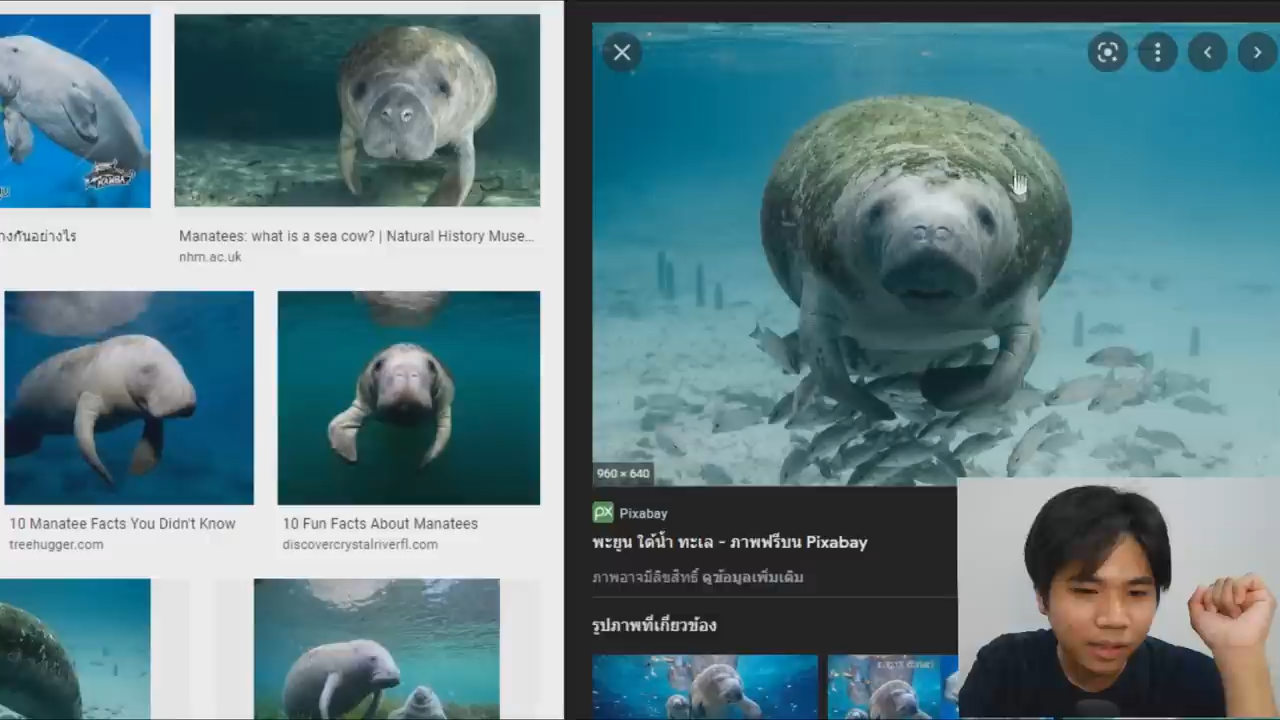 MAMBA
างกันอย่างไร
Manatees: what is a sea cow? | Natural History Muse...
nhm.ac.uk
10 Manatee Facts You Didn't Know
treehugger.com
10 Fun Facts About Manatees
discovercrystalriverfl.com
960 × 640
px Pixabay
พะยูน ใต้น้ำ ทะเล - ภาพฟรีบน Pixabay
ภาพอาจมีลิขสิทธิ์ ดูข้อมูลเพิ่มเติม
รูปภาพที่เกี่ยวข้อง